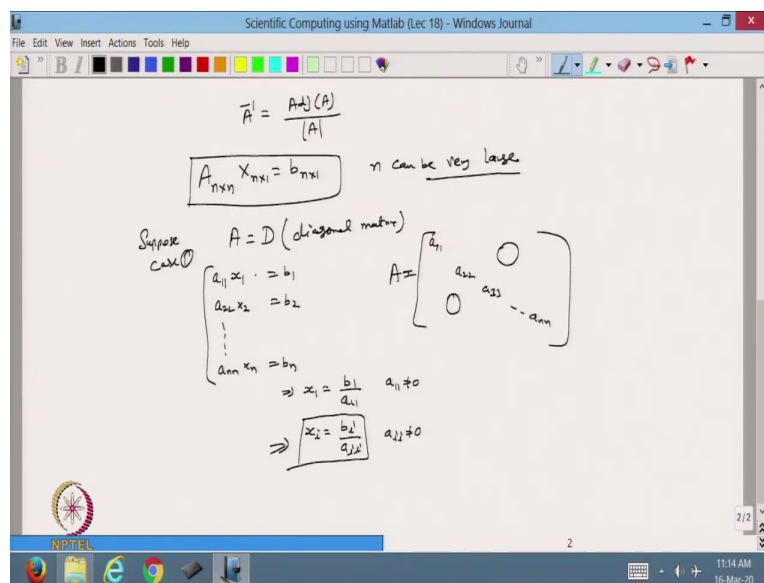 Scientific Computing using Matlab (Lec 18) - Windows Journal
File Edit View Insert Actions Tools Help
B I
A⁻¹ = Adj(A) / |A|
A_{n×n} X_{n×1} = b_{n×1} n can be very large
Suppose A = D (diagonal matrix)
case ①
a₁₁ x₁ = b₁
a₂₂ x₂ = b₂
aₙₙ xₙ = bₙ
A = [ a₁₁ a₂₂ a₃₃ ... aₙₙ ] O O
⇒ x₁ = b₁ / a₁₁ a₁₁ ≠ 0
⇒ xᵢ = bᵢ / aᵢᵢ aᵢᵢ ≠ 0
NPTEL
2
2/2
11:14 AM
16-Mar-20